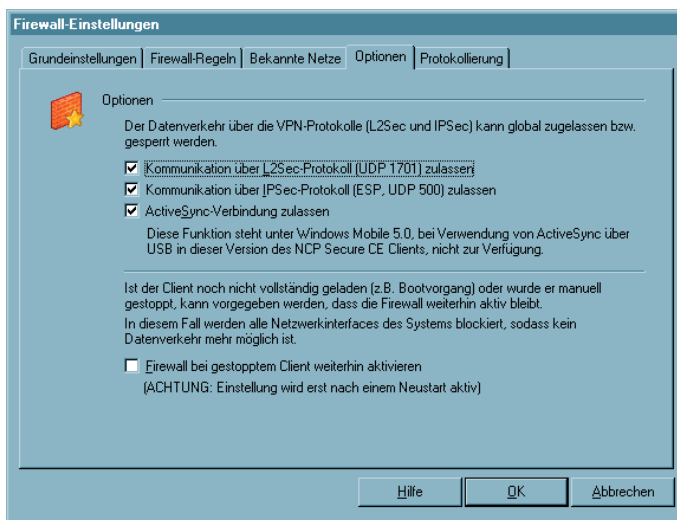 Firewall-Einstellungen
Grundeinstellungen Firewall-Regeln Bekannte Netze Optionen Protokollierung
Optionen
Der Datenverkehr über die VPN-Protokolle (L2Sec und IPSec) kann global zugelassen bzw.
gesperrt werden.
Kommunikation über L2Sec-Protokoll (UDP 1701) zulassen
Kommunikation über IPSec-Protokoll (ESP, UDP 500) zulassen
ActiveSync-Verbindung zulassen
Diese Funktion steht unter Windows Mobile 5.0, bei Verwendung von ActiveSync über
USB in dieser Version des NCP Secure CE Clients, nicht zur Verfügung.
Ist der Client noch nicht vollständig geladen (z.B. Bootvorgang) oder wurde er manuell
gestoppt, kann vorgegeben werden, dass die Firewall weiterhin aktiv bleibt.
In diesem Fall werden alle Netzwerkinterfaces des Systems blockiert, sodass kein
Datenverkehr mehr möglich ist.
Firewall bei gestopptem Client weiterhin aktivieren
(ACHTUNG: Einstellung wird erst nach einem Neustart aktiv)
Hilfe OK Abbrechen